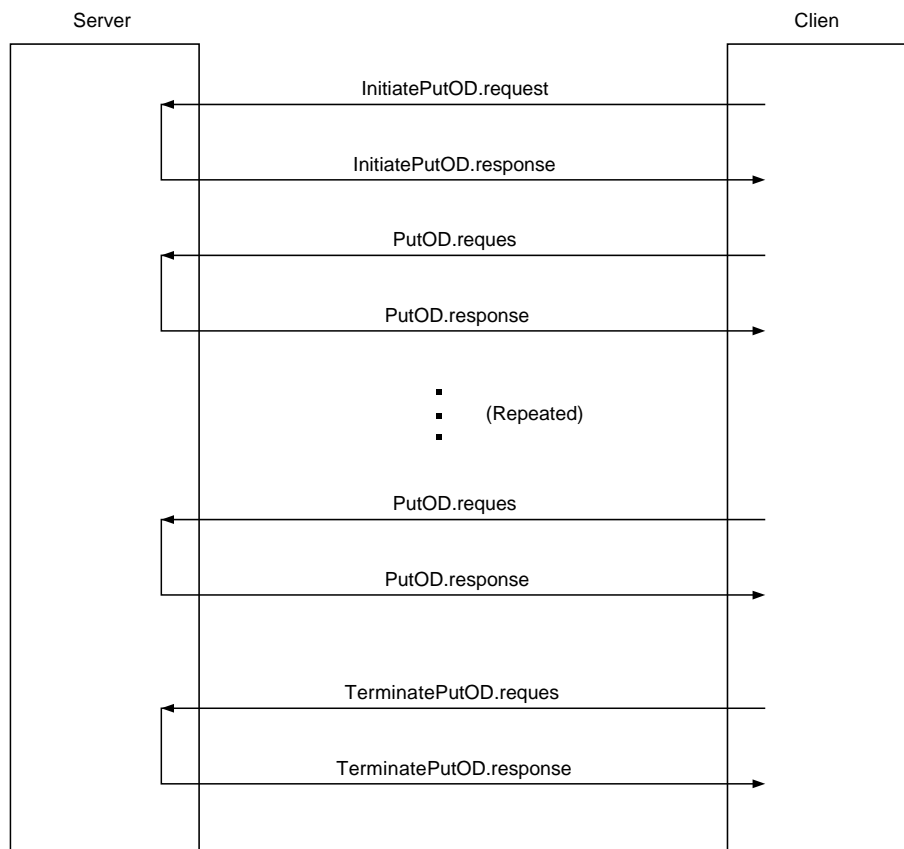 Server
Clien
InitiatePutOD.request
InitiatePutOD.response
PutOD.reques
PutOD.response
(Repeated)
PutOD.reques
PutOD.response
TerminatePutOD.reques
TerminatePutOD.response